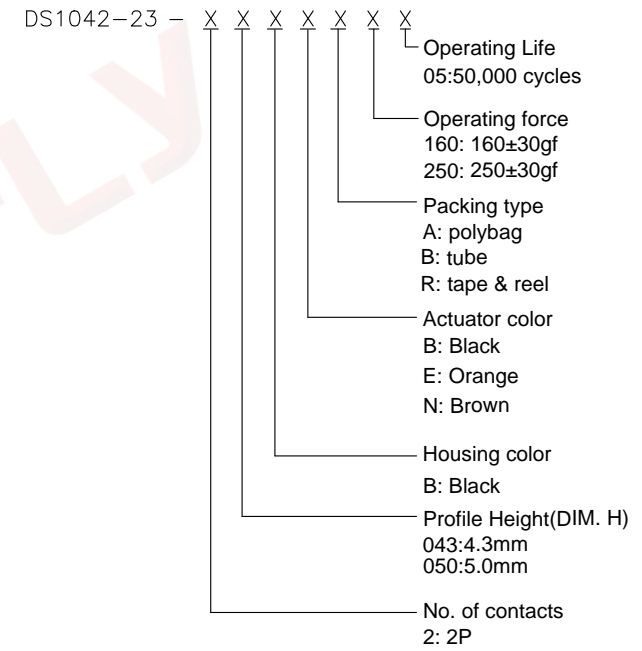 DS1042-23 - X X X X X X X
Operating Life
05:50,000 cycles
Operating force
160: 160±30gf
250: 250±30gf
Packing type
A: polybag
B: tube
R: tape & reel
Actuator color
B: Black
E: Orange
N: Brown
Housing color
B: Black
Profile Height(DIM. H)
043:4.3mm
050:5.0mm
No. of contacts
2: 2P